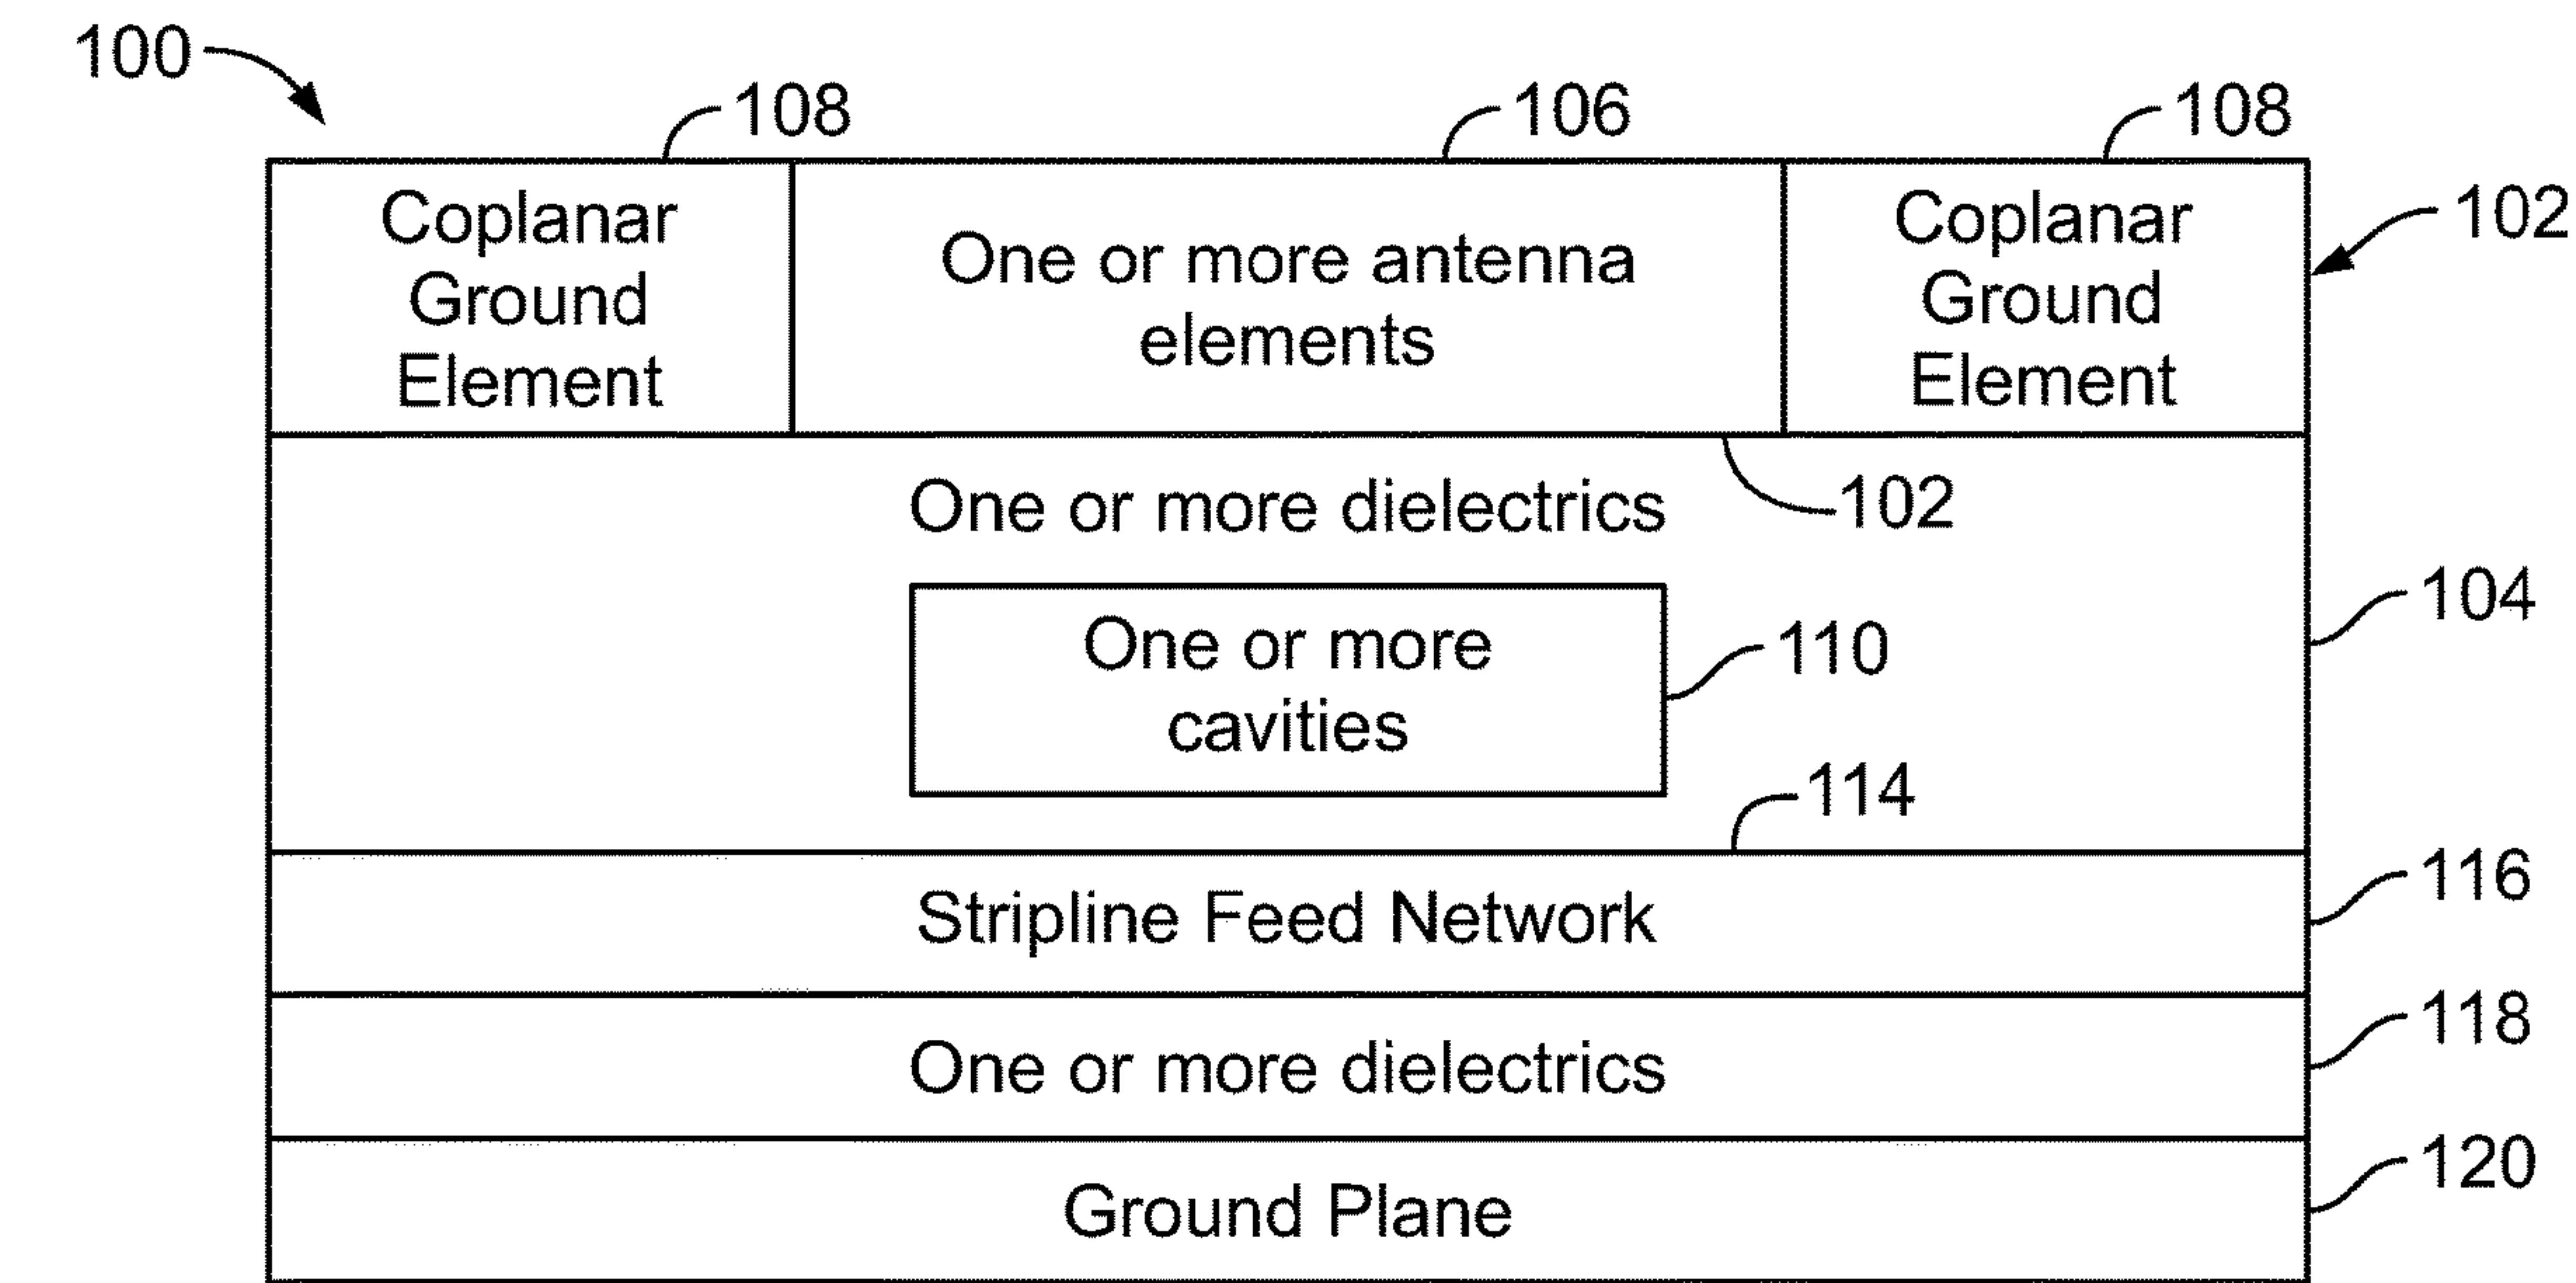 100
108
106
108
Coplanar
Ground
Element
One or more antenna
elements
Coplanar
Ground
Element
102
One or more dielectrics
102
104
One or more
cavities
110
114
116
Stripline Feed Network
118
One or more dielectrics
120
Ground Plane